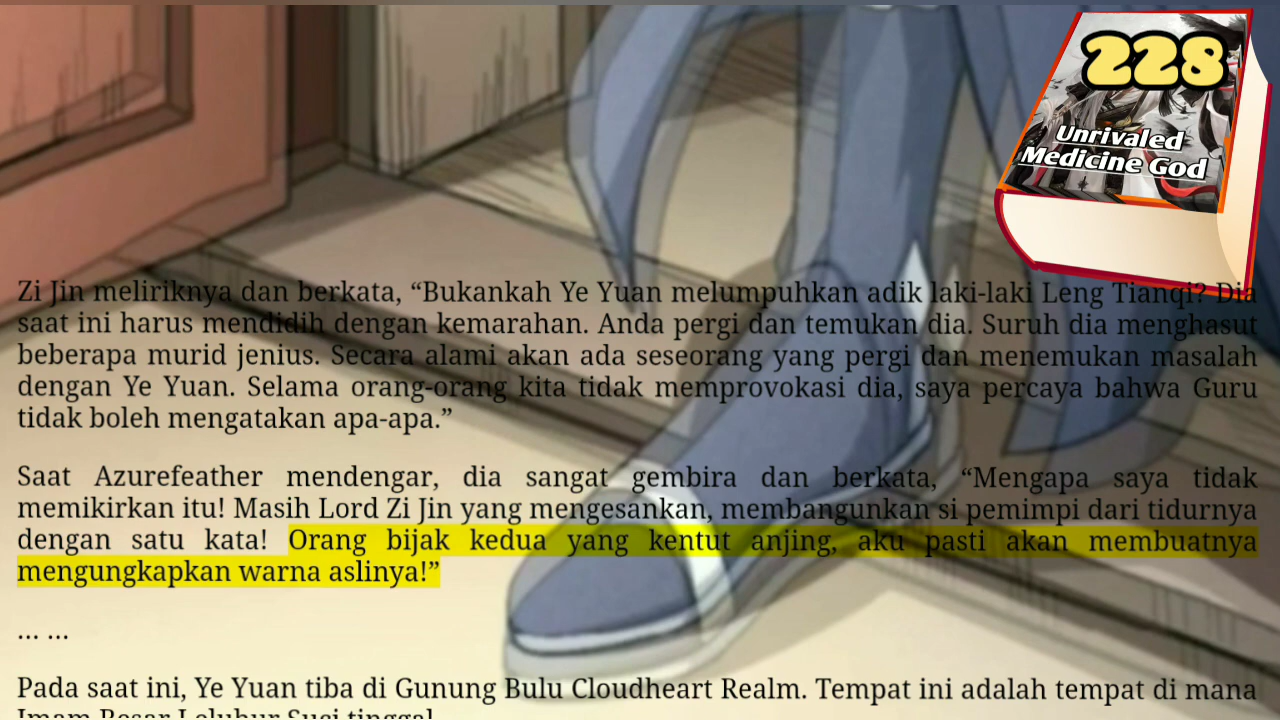 228
Unrivaled
Medicine God
Zi Jin meliriknya dan berkata, “Bukankah Ye Yuan melumpuhkan adik laki-laki Leng Tianqi? Dia
saat ini harus mendidih dengan kemarahan. Anda pergi dan temukan dia. Suruh dia menghasut
beberapa murid jenius. Secara alami akan ada seseorang yang pergi dan menemukan masalah
dengan Ye Yuan. Selama orang-orang kita tidak memprovokasi dia, saya percaya bahwa Guru
tidak boleh mengatakan apa-apa.”
Saat Azurefeather mendengar, dia sangat gembira dan berkata, “Mengapa saya tidak
memikirkan itu! Masih Lord Zi Jin yang mengesankan, membangunkan si pemimpi dari tidurnya
dengan satu kata! Orang bijak kedua yang kentut anjing, aku pasti akan membuatnya
mengungkapkan warna aslinya!”
... ...
Pada saat ini, Ye Yuan tiba di Gunung Bulu Cloudheart Realm. Tempat ini adalah tempat di mana
Imam Besar Leluhur Suci tinggal